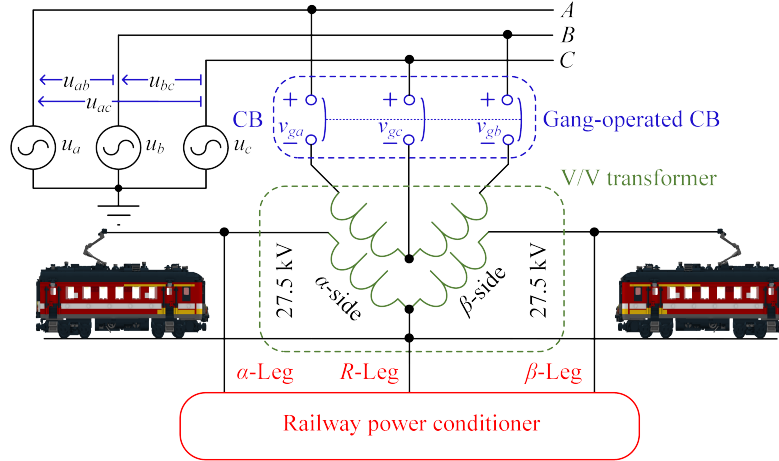 A
B
C
u_ab
u_bc
u_ac
CB
+
+
+
v_ga
v_gc
v_gb
−
−
−
Gang-operated CB
u_a
u_b
u_c
V/V transformer
27.5 kV
α-side
β-side
27.5 kV
α-Leg
R-Leg
β-Leg
Railway power conditioner